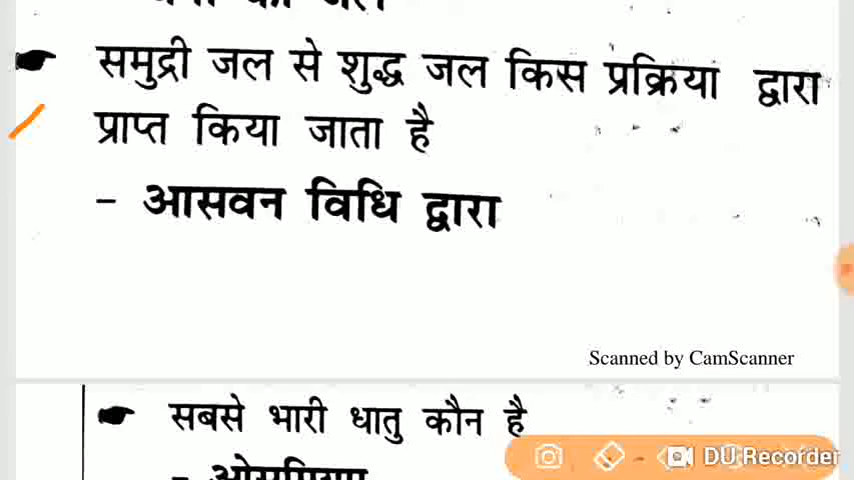 समुद्री जल से शुद्ध जल किस प्रक्रिया द्वारा
प्राप्त किया जाता है
- आसवन विधि द्वारा
Scanned by CamScanner
सबसे भारी धातु कौन है
DU Recorder